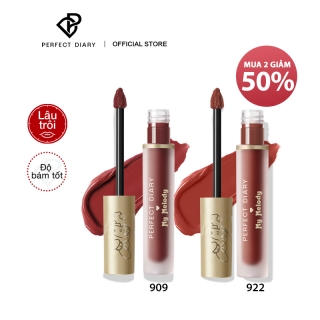 PERFECT DIARY | OFFICIAL STORE
MUA 2 GIẢM
50%
Lâu
trôi
Độ
bám tốt
PERFECT DIARY
My Melody
PERFECT DIARY
My Melody
909
922